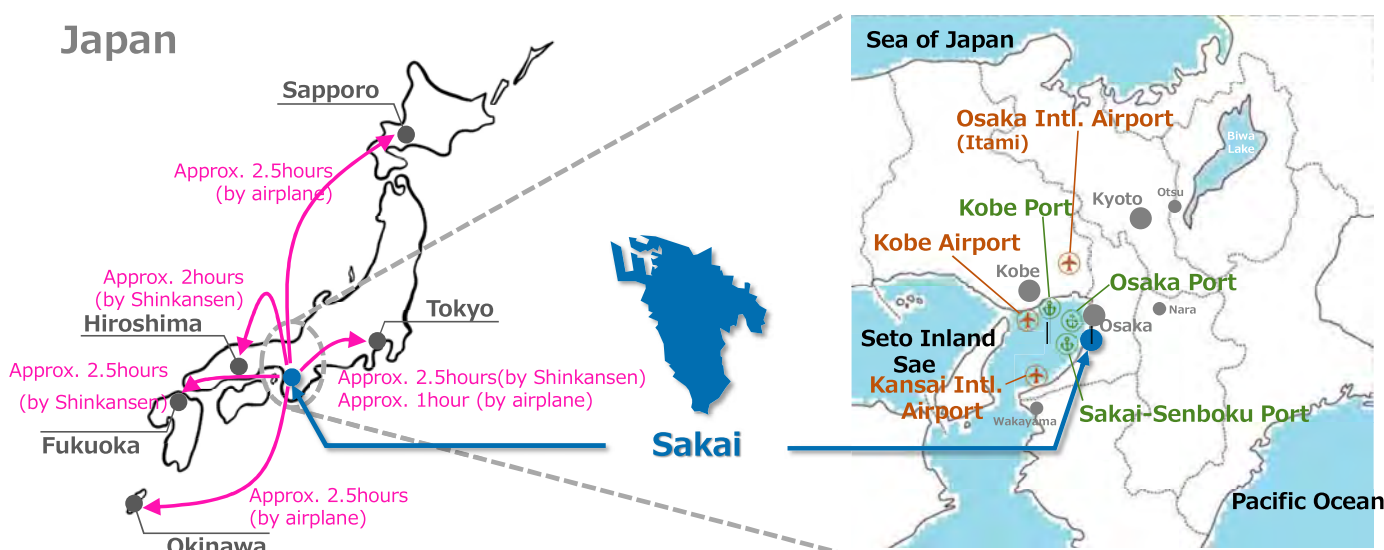 Japan
Sapporo
Approx. 2.5hours
(by airplane)
Approx. 2hours
(by Shinkansen)
Hiroshima
Tokyo
Approx. 2.5hours
(by Shinkansen)
Approx. 2.5hours(by Shinkansen)
Approx. 1hour (by airplane)
Fukuoka
Approx. 2.5hours
(by airplane)
Okinawa
Sakai
Sea of Japan
Osaka Intl. Airport
(Itami)
Biwa
Lake
Kyoto
Otsu
Kobe Port
Kobe Airport
Kobe
Osaka Port
Nara
Osaka
Seto Inland
Sae
Kansai Intl.
Airport
Wakayama
Sakai-Senboku Port
Pacific Ocean